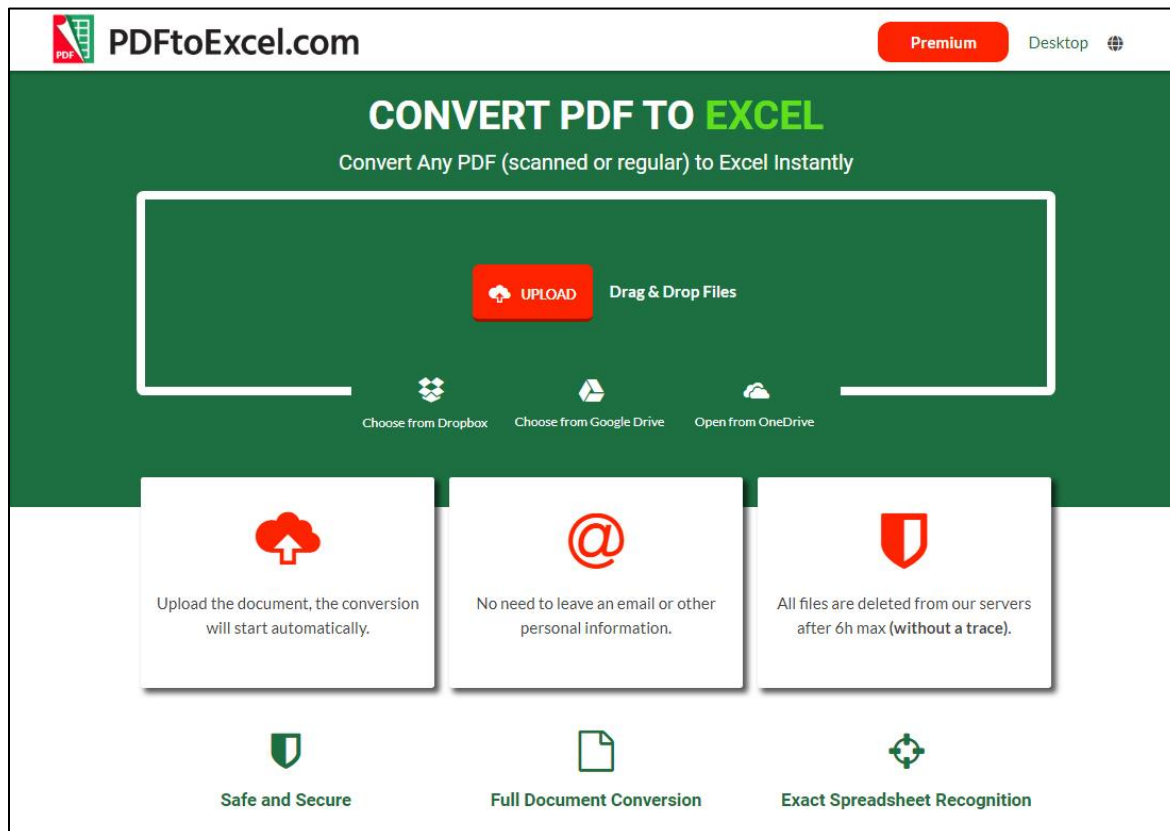 PDF
PDFtoExcel.com
Premium
Desktop
CONVERT PDF TO EXCEL
Convert Any PDF (scanned or regular) to Excel Instantly
UPLOAD
Drag & Drop Files
Choose from Dropbox
Choose from Google Drive
Open from OneDrive
Upload the document, the conversion
will start automatically.
@
No need to leave an email or other
personal information.
All files are deleted from our servers
after 6h max (without a trace).
Safe and Secure
Full Document Conversion
Exact Spreadsheet Recognition